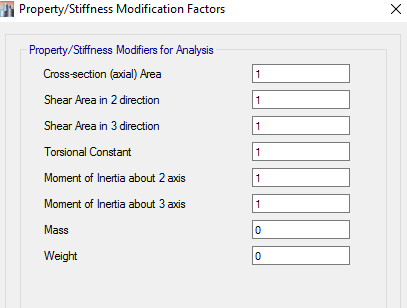 Property/Stiffness Modification Factors
Property/Stiffness Modifiers for Analysis
Cross-section (axial) Area 1
Shear Area in 2 direction 1
Shear Area in 3 direction 1
Torsional Constant 1
Moment of Inertia about 2 axis 1
Moment of Inertia about 3 axis 1
Mass 0
Weight 0